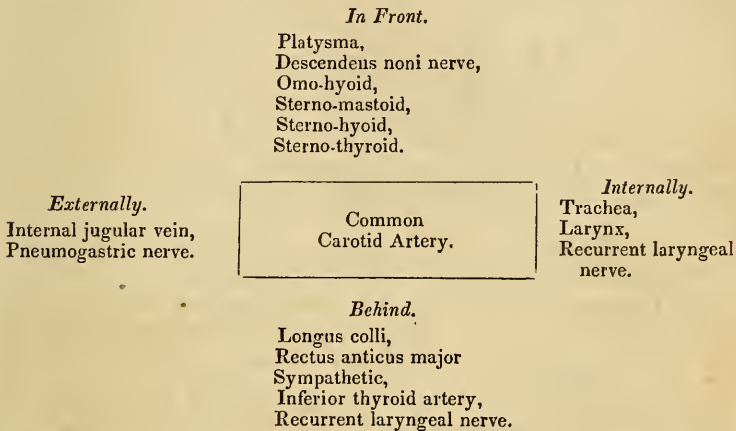 In Front.
Platysma,
Descendens noni nerve,
Omo-hyoid,
Sterno-mastoid,
Sterno-hyoid,
Sterno-thyroid.
Externally.
Internal jugular vein,
Pneumogastric nerve.
Common
Carotid Artery.
Internally.
Trachea,
Larynx,
Recurrent laryngeal
nerve.
Behind.
Longus colli,
Rectus anticus major
Sympathetic,
Inferior thyroid artery,
Recurrent laryngeal nerve.